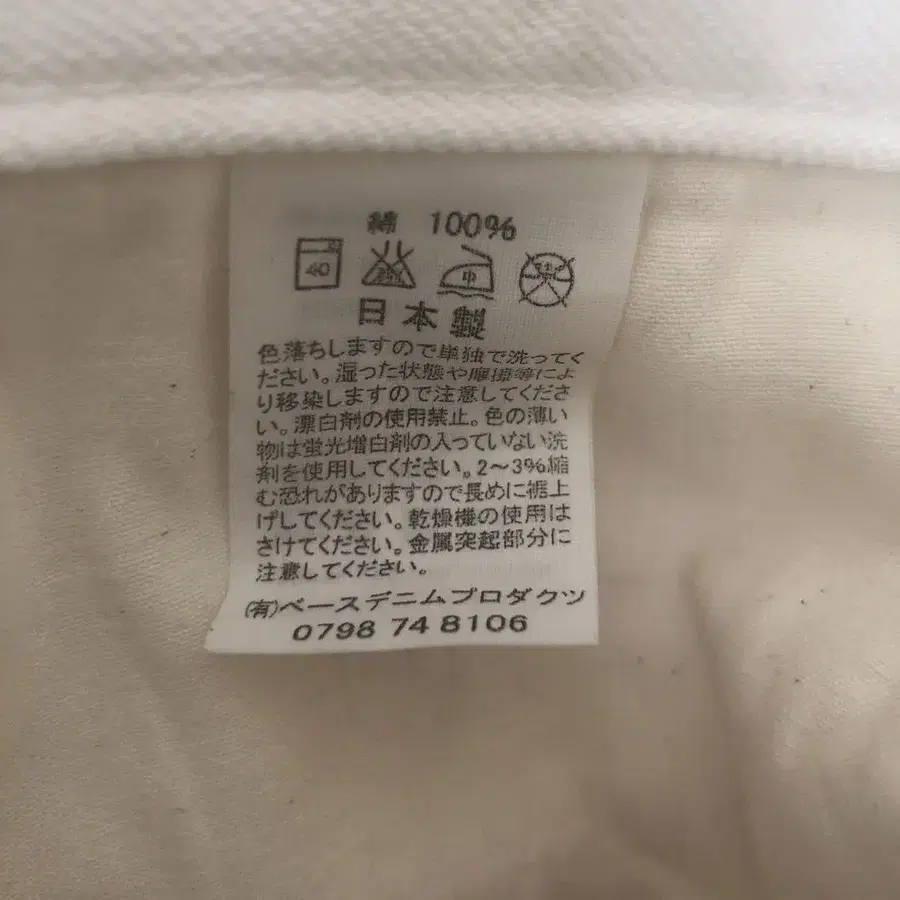 綿 100%
40
中
日本製
色落ちしますので単独で洗ってく
ださい。湿った状態や摩擦等によ
り移染しますので注意してくださ
い。漂白剤の使用禁止。色の薄い
物は蛍光増白剤の入っていない洗
剤を使用してください。2～3%縮
む恐れがありますので長めに裾上
げしてください。乾燥機の使用は
さけてください。金属突起部分に
注意してください。
(有)ベースデニムプロダクツ
0798 74 8106